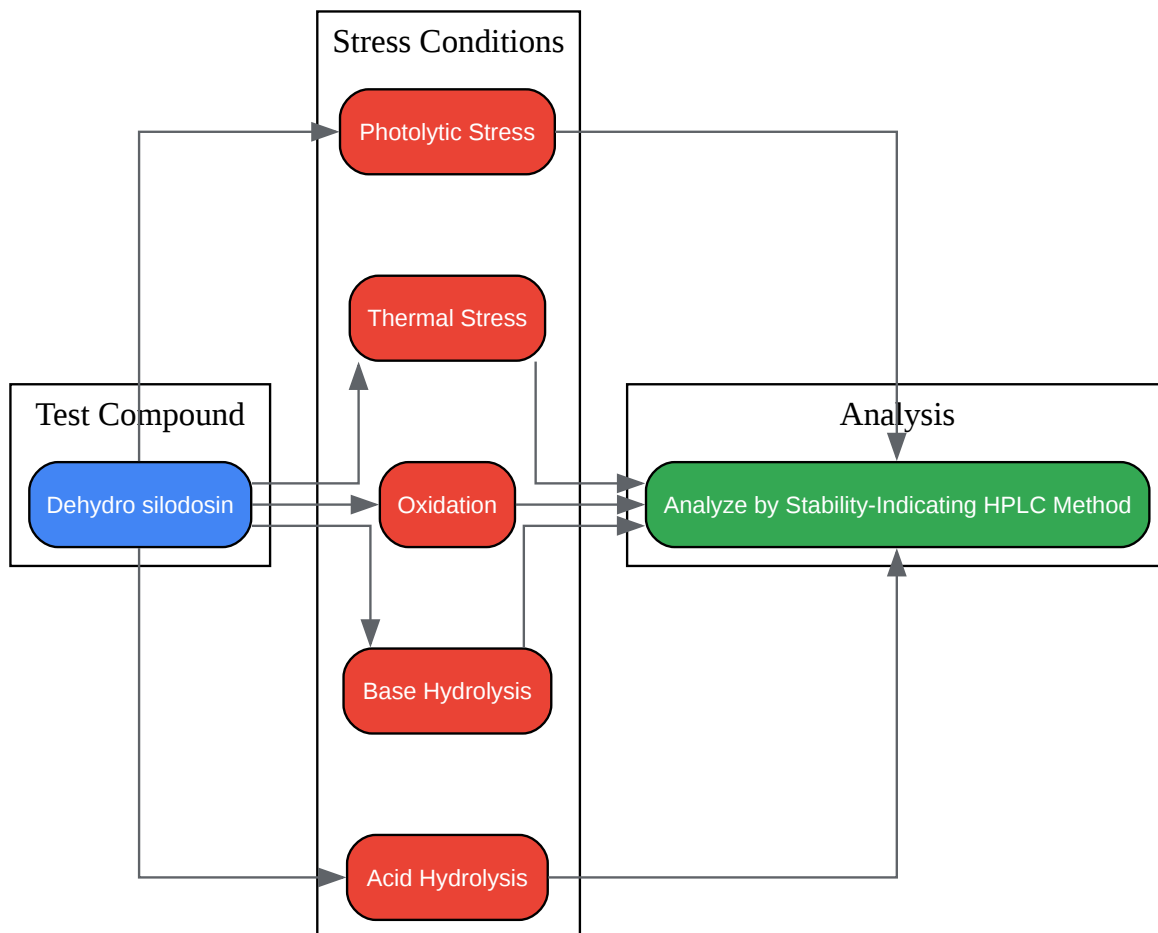 Stress Conditions
Photolytic Stress
Thermal Stress
Test Compound
Analysis
Dehydro silodosin
Oxidation
Analyze by Stability-Indicating HPLC Method
Base Hydrolysis
Acid Hydrolysis